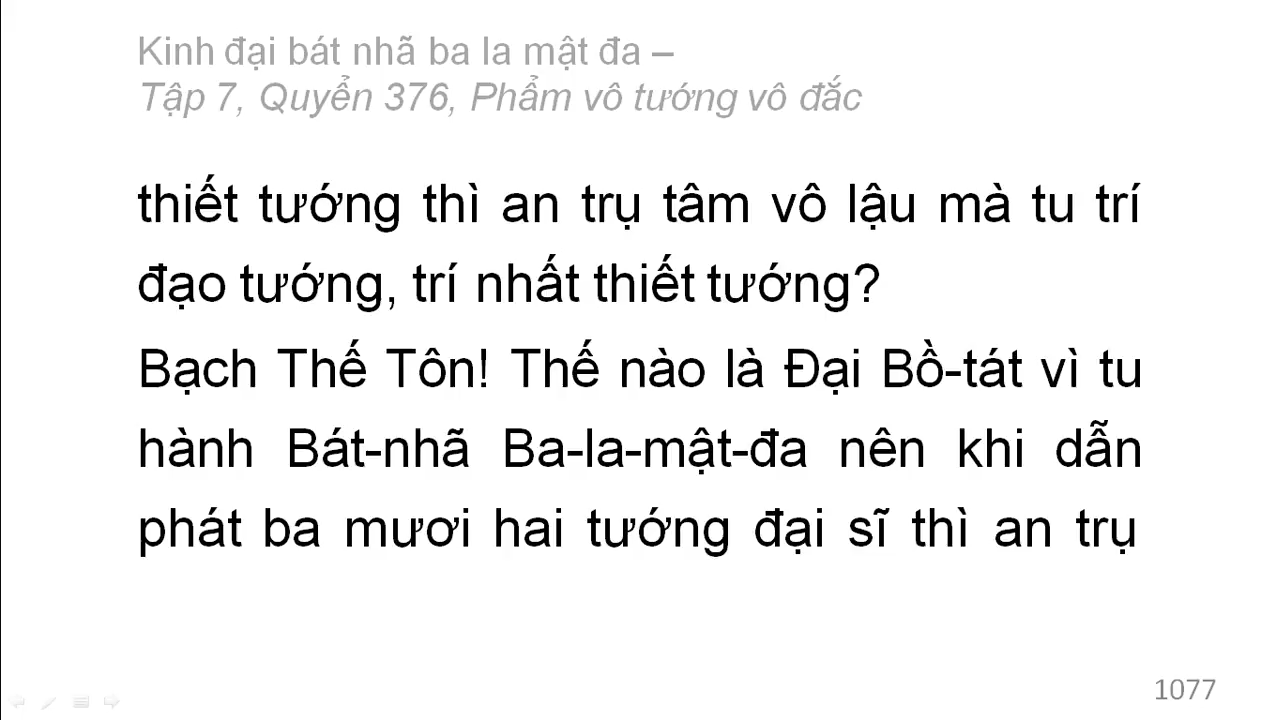 Kinh đại bát nhã ba la mật đa –
Tập 7, Quyển 376, Phẩm vô tướng vô đắc
thiết tướng thì an trụ tâm vô lậu mà tu trí
đạo tướng, trí nhất thiết tướng?
Bạch Thế Tôn! Thế nào là Đại Bồ-tát vì tu
hành Bát-nhã Ba-la-mật-đa nên khi dẫn
phát ba mươi hai tướng đại sĩ thì an trụ
1077